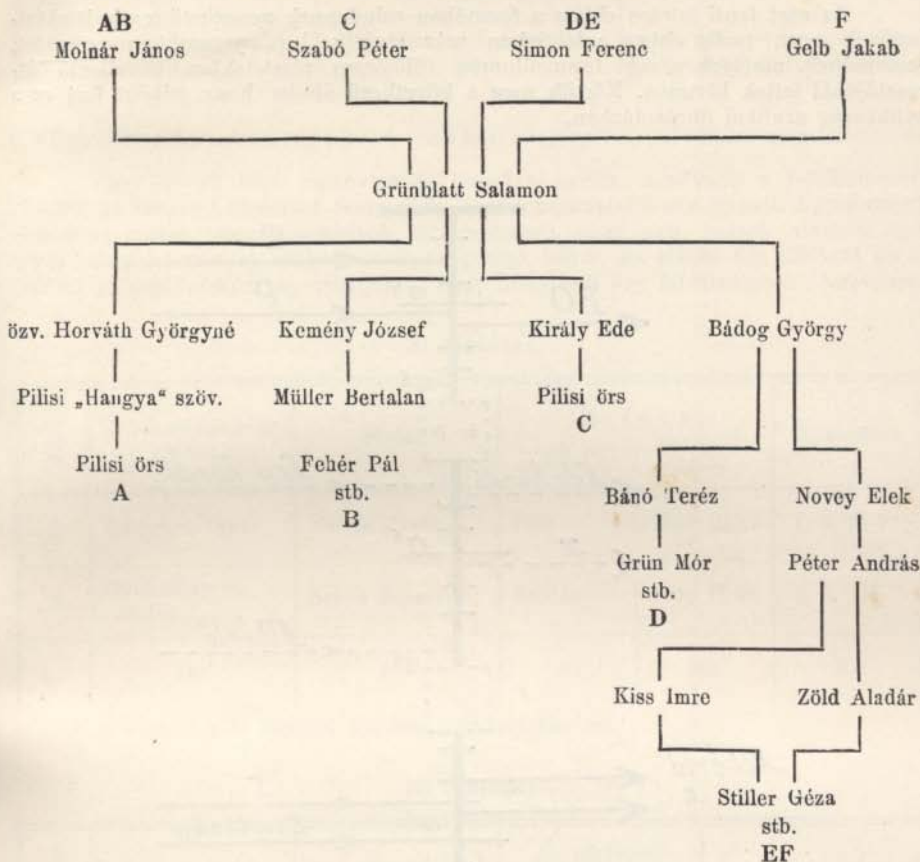 AB C DE F
Molnár János Szabó Péter Simon Ferenc Gelb Jakab
Grünblatt Salamon
özv. Horváth Györgyné Kemény József Király Ede Bádog György
Pilisi „Hangya“ szöv. Müller Bertalan Pilisi örs
C
Pilisi örs Fehér Pál Bánó Teréz Novey Elek
A stb.
B
Grün Mór Péter András
stb.
D
Kiss Imre Zöld Aladár
Stiller Géza
stb.
EF